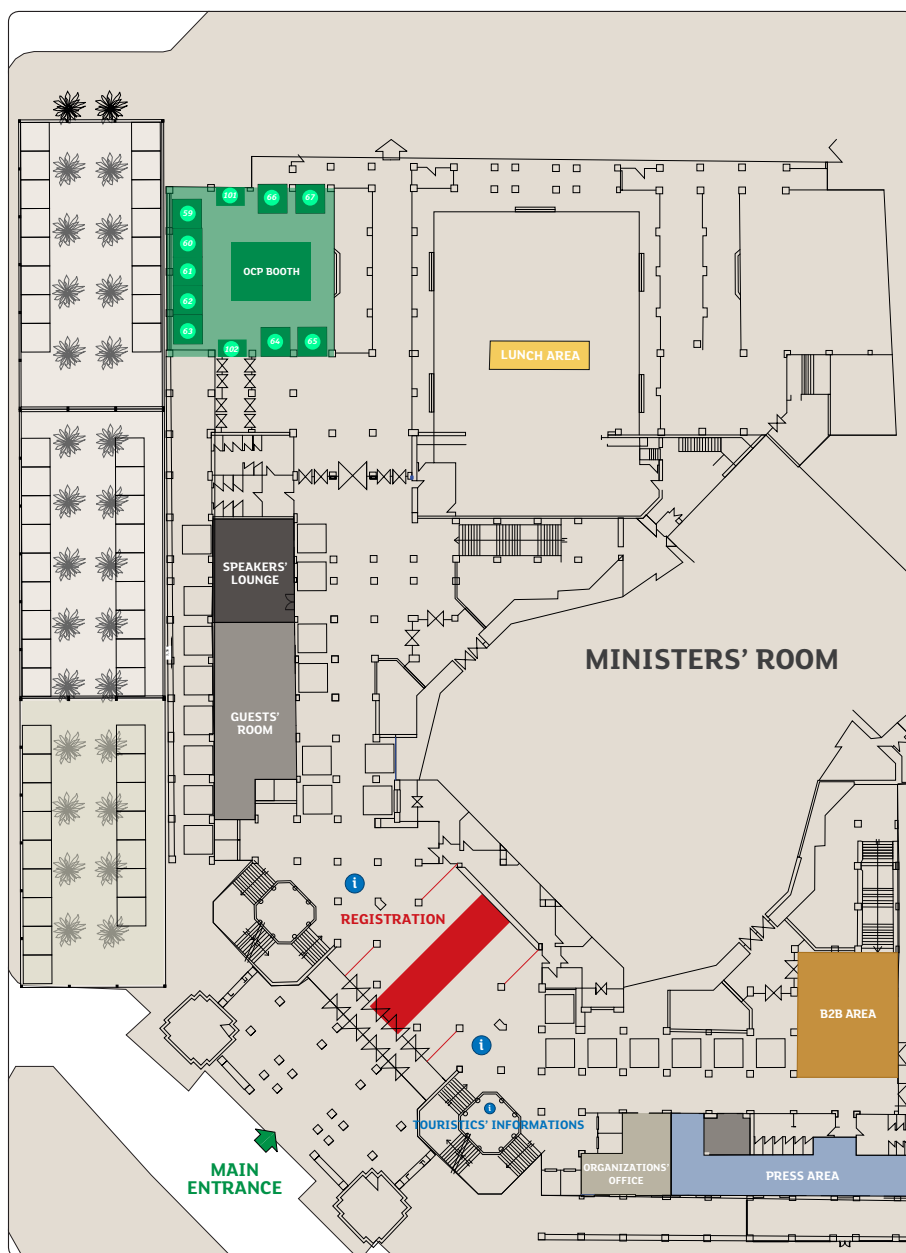 101
66
67
59
60
OCP BOOTH
61
62
63
102
64
65
LUNCH AREA
SPEAKERS’
LOUNGE
MINISTERS’ ROOM
GUESTS’
ROOM
i
REGISTRATION
B2B AREA
i
i
TOURISTICS’ INFORMATIONS
MAIN
ENTRANCE
ORGANIZATIONS’
OFFICE
PRESS AREA